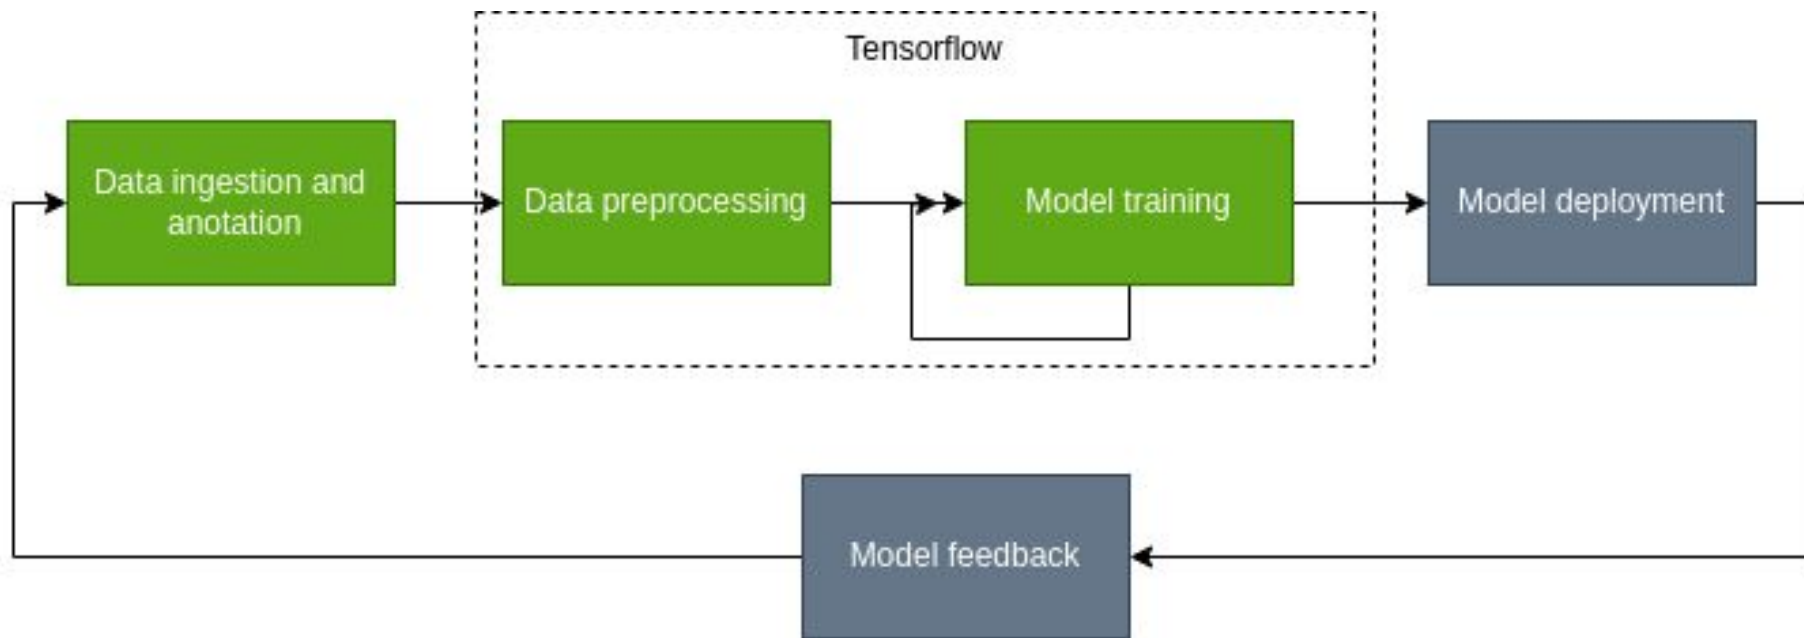 Tensorflow
Data ingestion and
anotation
Data preprocessing
Model training
Model deployment
Model feedback